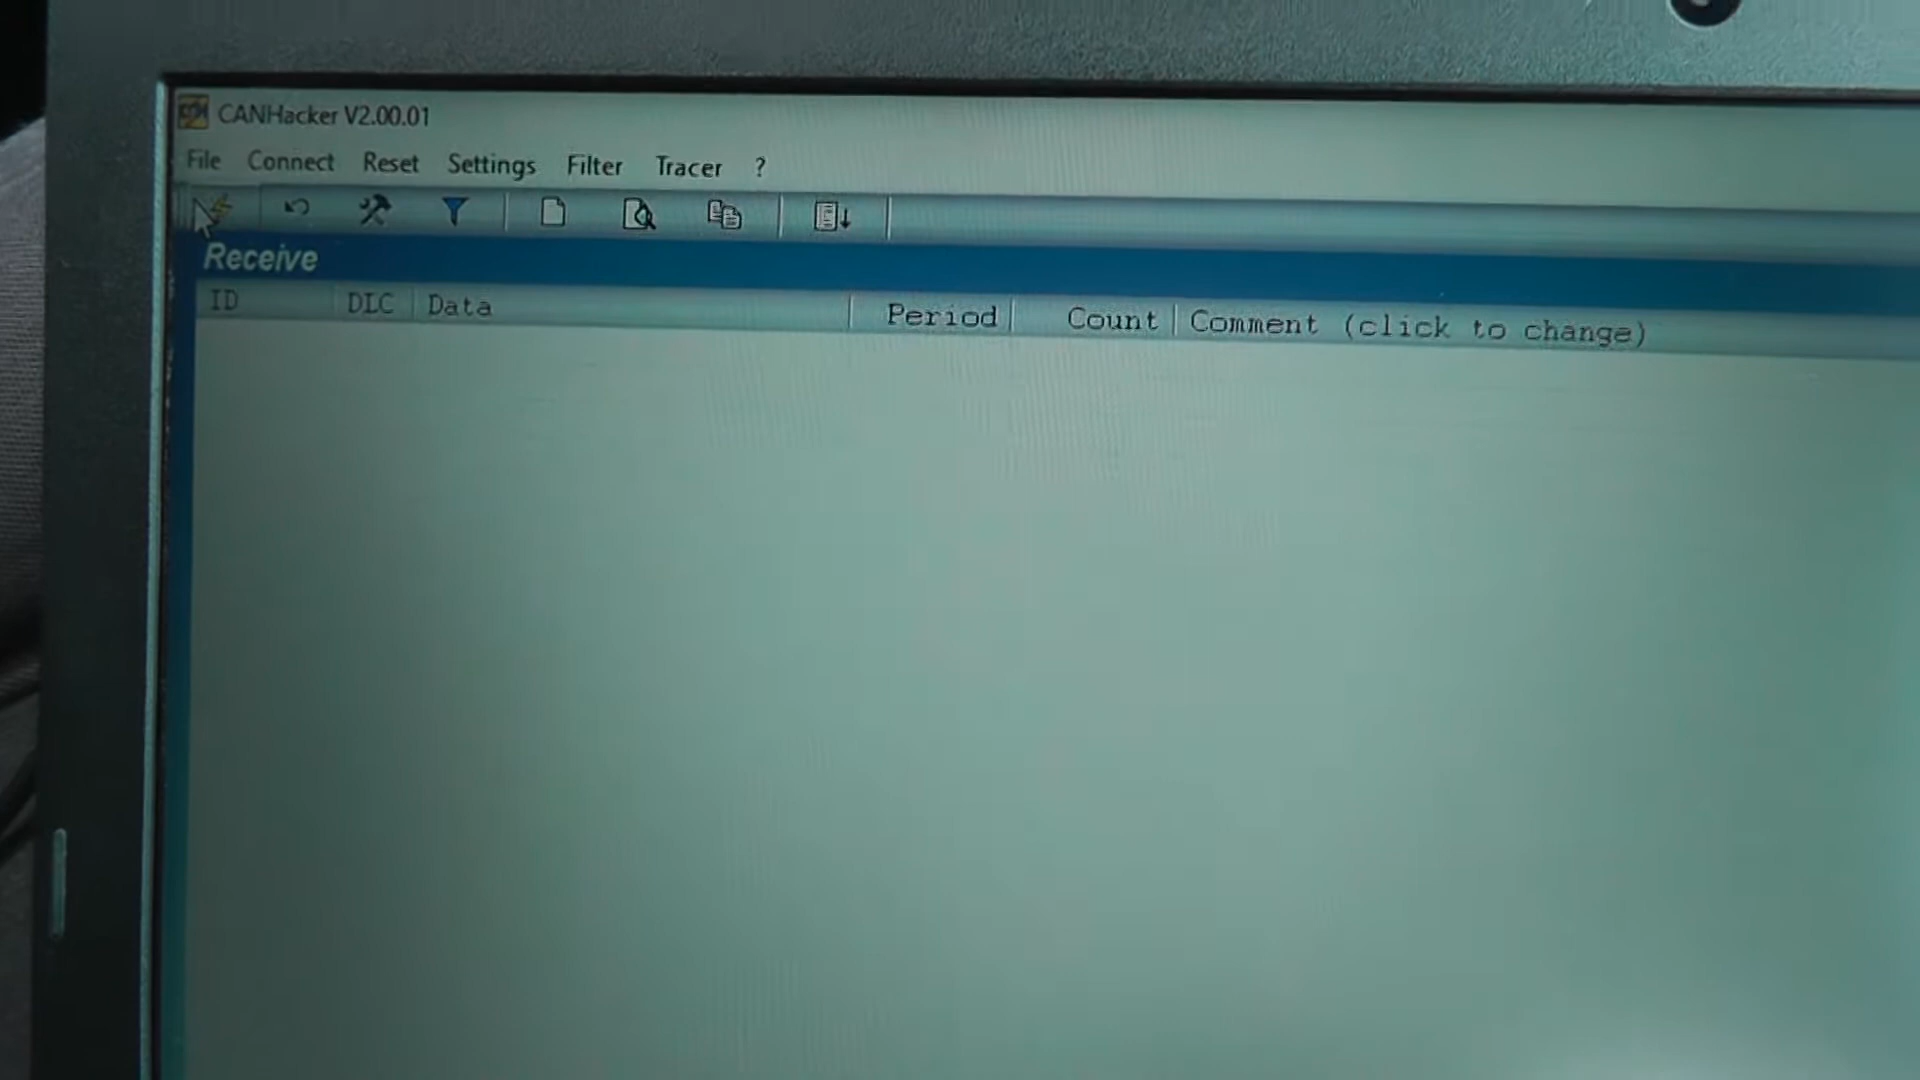 CANHacker V2.00.01
File Connect Reset Settings Filter Tracer ?
Receive
ID DLC Data Period Count Comment (click to change)